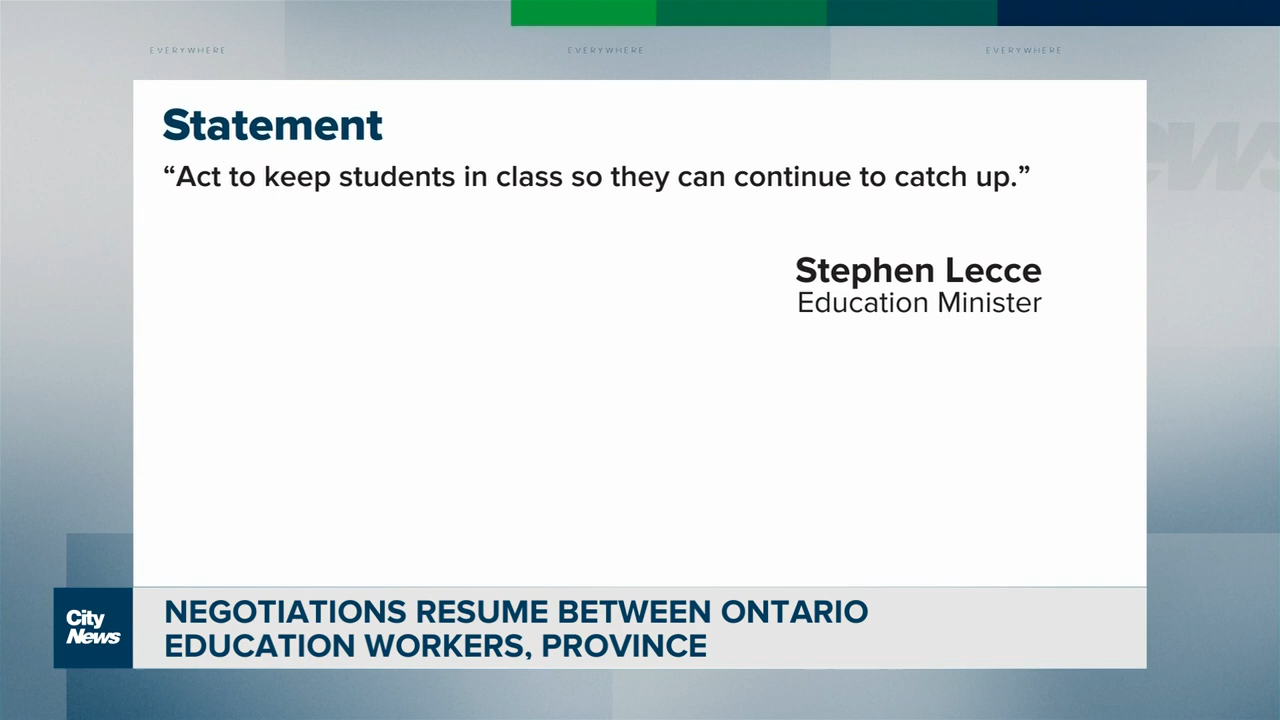 EVERYWHERE EVERYWHERE EVERYWHERE
Statement
“Act to keep students in class so they can continue to catch up.”
Stephen Lecce
Education Minister
City
News
NEGOTIATIONS RESUME BETWEEN ONTARIO
EDUCATION WORKERS, PROVINCE